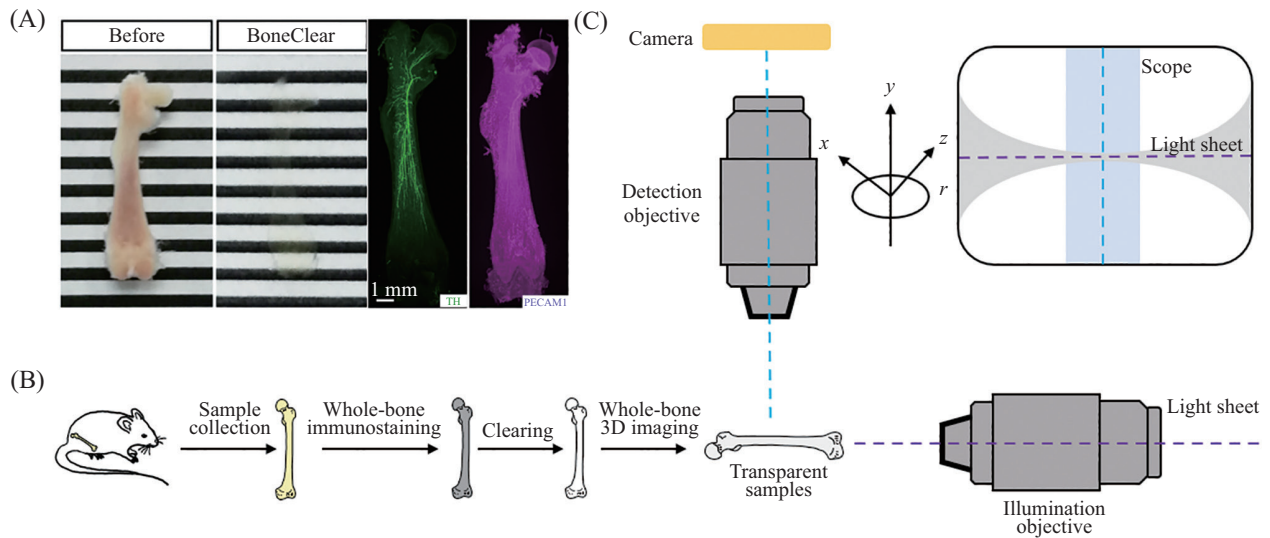 (A)
Before
BoneClear
1 mm
TH
PECAM1
(B)
Sample
collection
Whole-bone
immunostaining
Clearing
Whole-bone
3D imaging
Transparent
samples
(C)
Camera
Detection
objective
x
y
z
r
Scope
Light sheet
Light sheet
Illumination
objective